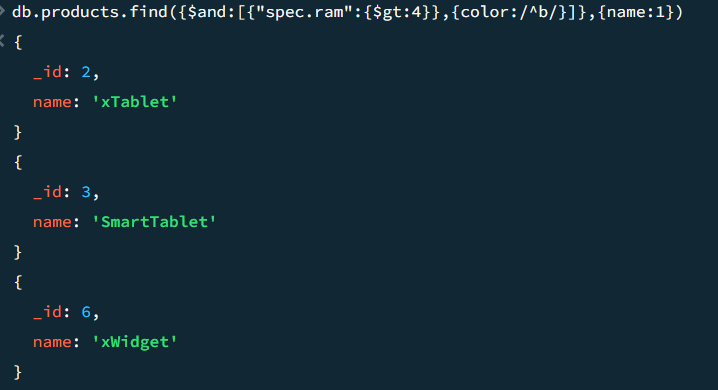 db.products.find({$and:[{"spec.ram":{$gt:4}},{color:/^b/}]},{name:1})
{
_id: 2,
name: 'xTablet'
}
{
_id: 3,
name: 'SmartTablet'
}
{
_id: 6,
name: 'xWidget'
}